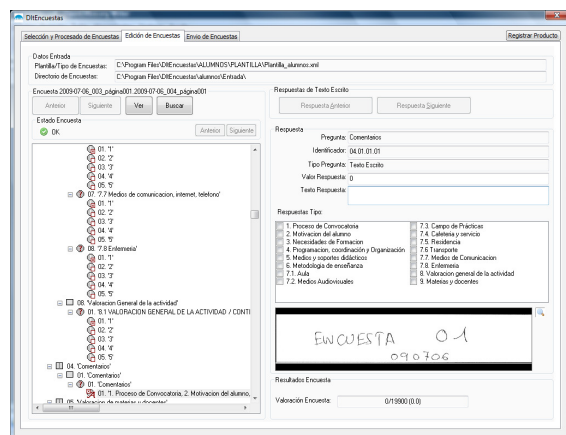 DltEncuestas
Selección y Procesado de Encuestas Edición de Encuestas Envio de Encuestas
Registrar Producto
Datos Entrada
Plantilla/Tipo de Encuestas: C:\Program Files\DltEncuestas\ALUMNOS\PLANTILLA\Plantilla_alumnos.xml
Directorio de Encuestas: C:\Program Files\DltEncuestas\alumnos\Entrada\
Encuesta 2009-07-06_003_página001.2009-07-06_004_página001
Anterior Siguiente Ver Buscar
Estado Encuesta
OK
Anterior Siguiente
01. '1'
02. '2'
03. '3'
04. '4'
05. '5'
07. '7.7 Medios de comunicacion, internet, telefono'
01. '1'
02. '2'
03. '3'
04. '4'
05. '5'
08. '7.8 Enfermeria'
01. '1'
02. '2'
03. '3'
04. '4'
05. '5'
08. 'Valoracion General de la actividad'
01. '8.1 VALORACION GENERAL DE LA ACTIVIDAD / CONTI
01. '1'
02. '2'
03. '3'
04. '4'
05. '5'
04. 'Comentarios'
01. 'Comentarios'
01. 'Comentarios'
01. '1. Proceso de Convocatoria, 2. Motivacion del alumno,
05. 'Valoracion de materias y docentes'
Respuestas de Texto Escrito
Respuesta Anterior Respuesta Siguiente
Respuesta
Pregunta: Comentarios
Identificador: 04.01.01.01
Tipo Pregunta: Texto Escrito
Valor Respuesta: 0
Texto Respuesta:
Respuestas Tipo:
1. Proceso de Convocatoria
2. Motivacion del alumno
3. Necesidades de Formacion
4. Programacion, coordinación y Organización
5. Medios y soportes didácticos
6. Metodologia de enseñanza
7.1. Aula
7.2. Medios Audiovisuales
7.3. Campo de Prácticas
7.4. Cafeteria y servicio
7.5. Residencia
7.6 Transporte
7.7. Medios de Comunicacion
7.8. Enfermeria
8. Valoracion general de la actividad
9. Materias y docentes
ENCUESTA 01
090706
Resultados Encuesta
Valoración Encuesta: 0/19900 (0.0)